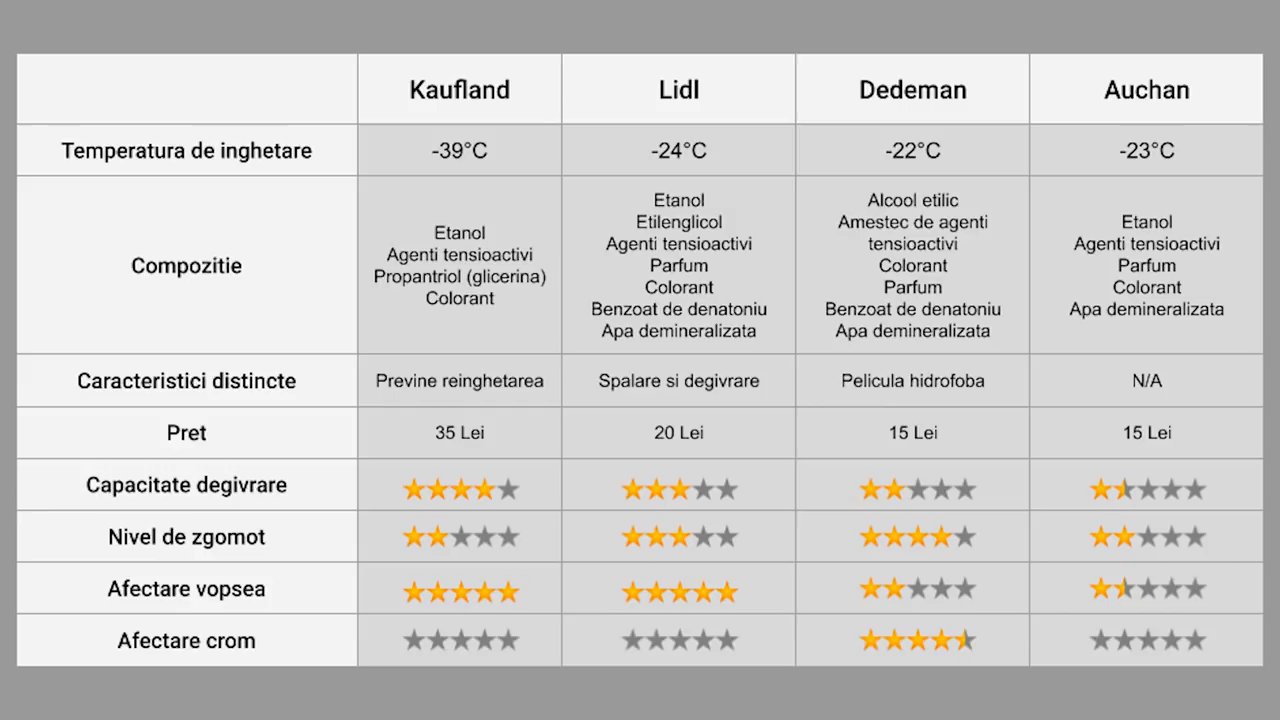 Kaufland
Lidl
Dedeman
Auchan
Temperatura de inghetare
-39°C
-24°C
-22°C
-23°C
Compozitie
Etanol
Agenti tensioactivi
Propantriol (glicerina)
Colorant
Etanol
Etilenglicol
Agenti tensioactivi
Parfum
Colorant
Benzoat de denatoniu
Apa demineralizata
Alcool etilic
Amestec de agenti
tensioactivi
Colorant
Parfum
Benzoat de denatoniu
Apa demineralizata
Etanol
Agenti tensioactivi
Parfum
Colorant
Apa demineralizata
Caracteristici distincte
Previne reinghetarea
Spalare si degivrare
Pelicula hidrofoba
N/A
Pret
35 Lei
20 Lei
15 Lei
15 Lei
Capacitate degivrare
Nivel de zgomot
Afectare vopsea
Afectare crom